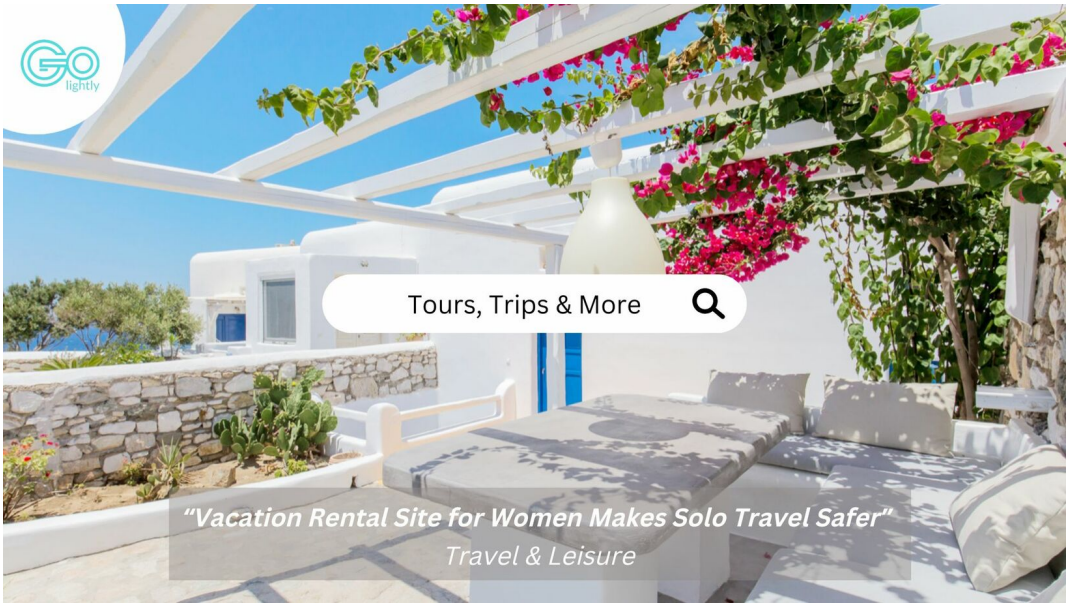 GO
lightly
Tours, Trips & More
“Vacation Rental Site for Women Makes Solo Travel Safer”
Travel & Leisure